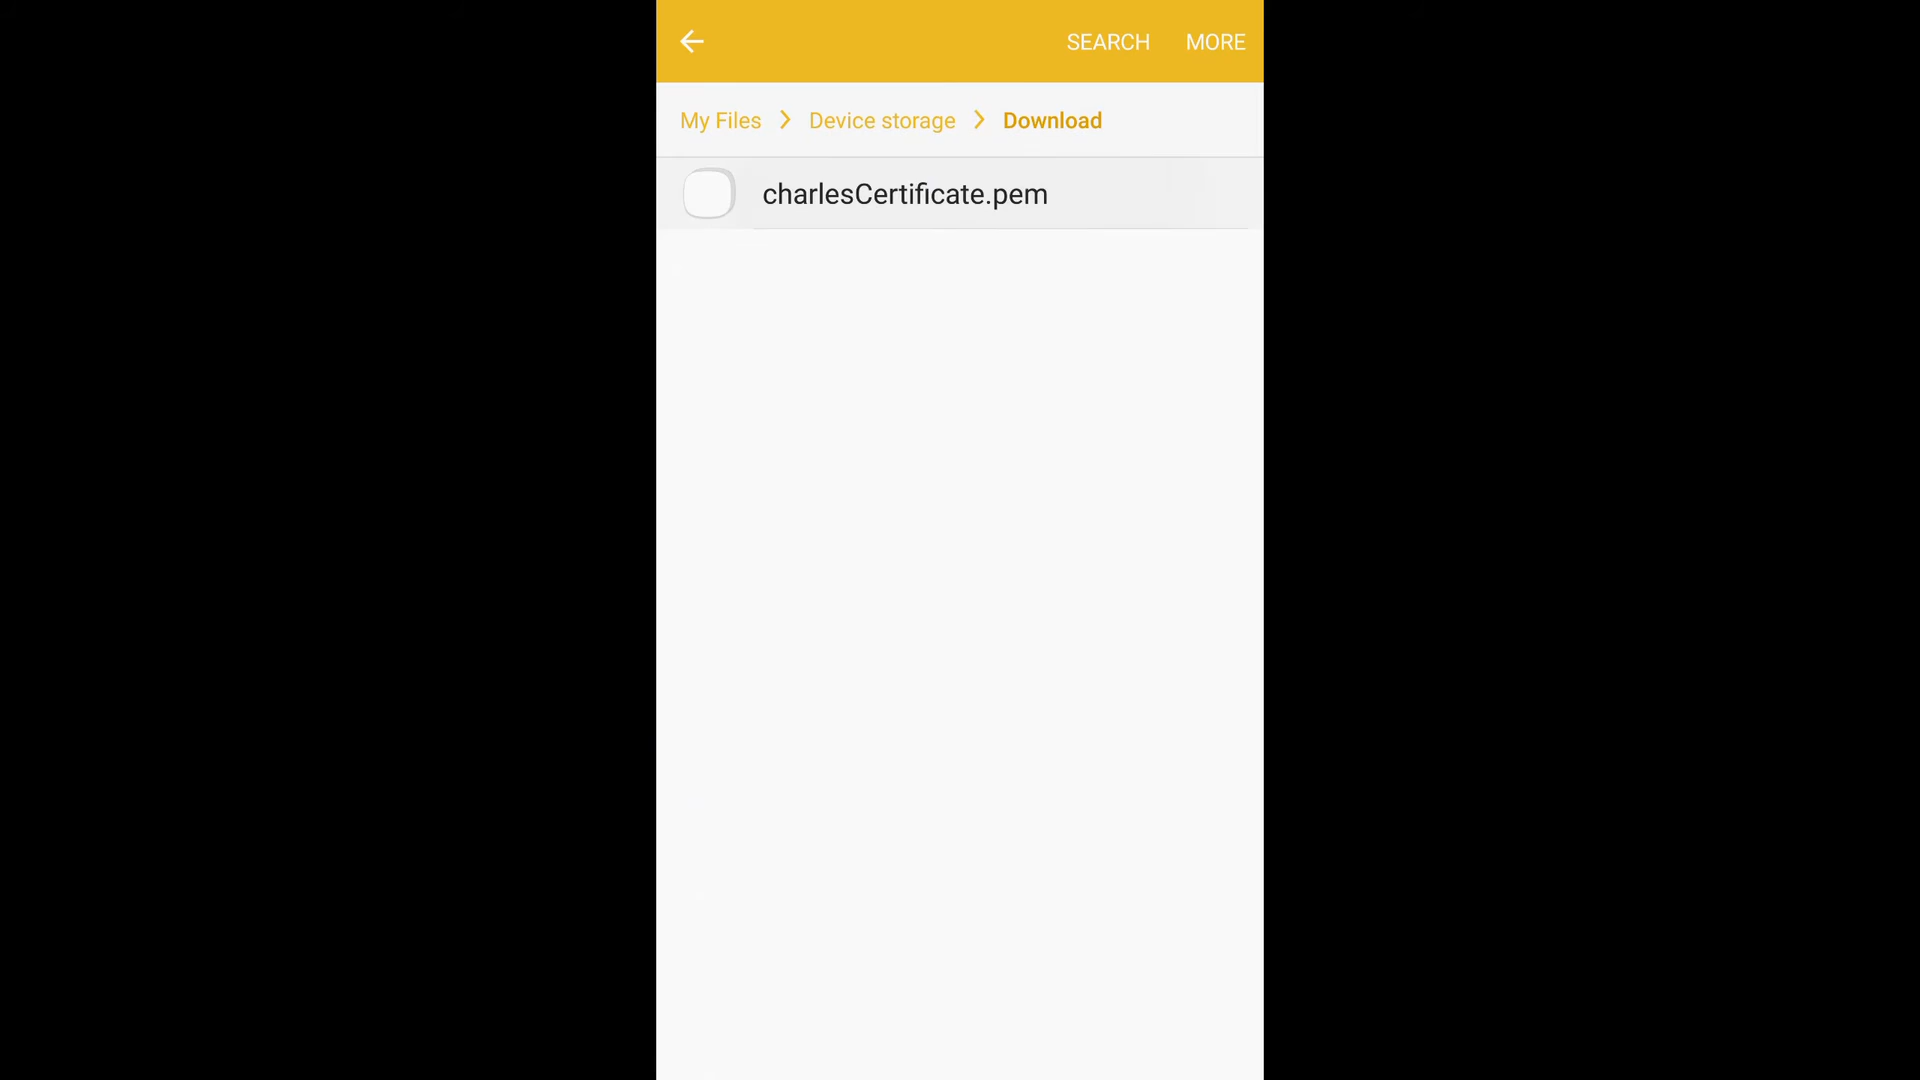 SEARCH MORE
My Files > Device storage > Download
charlesCertificate.pem